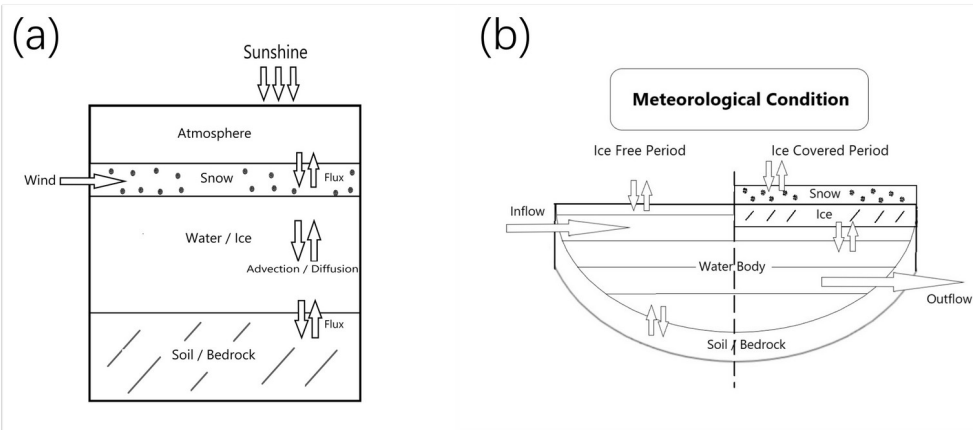 (a)
Sunshine
Atmosphere
Snow
Flux
Wind
Water / Ice
Advection / Diffusion
Flux
Soil / Bedrock
(b)
Meteorological Condition
Ice Free Period
Ice Covered Period
Snow
Inflow
Ice
Water Body
Outflow
Soil / Bedrock